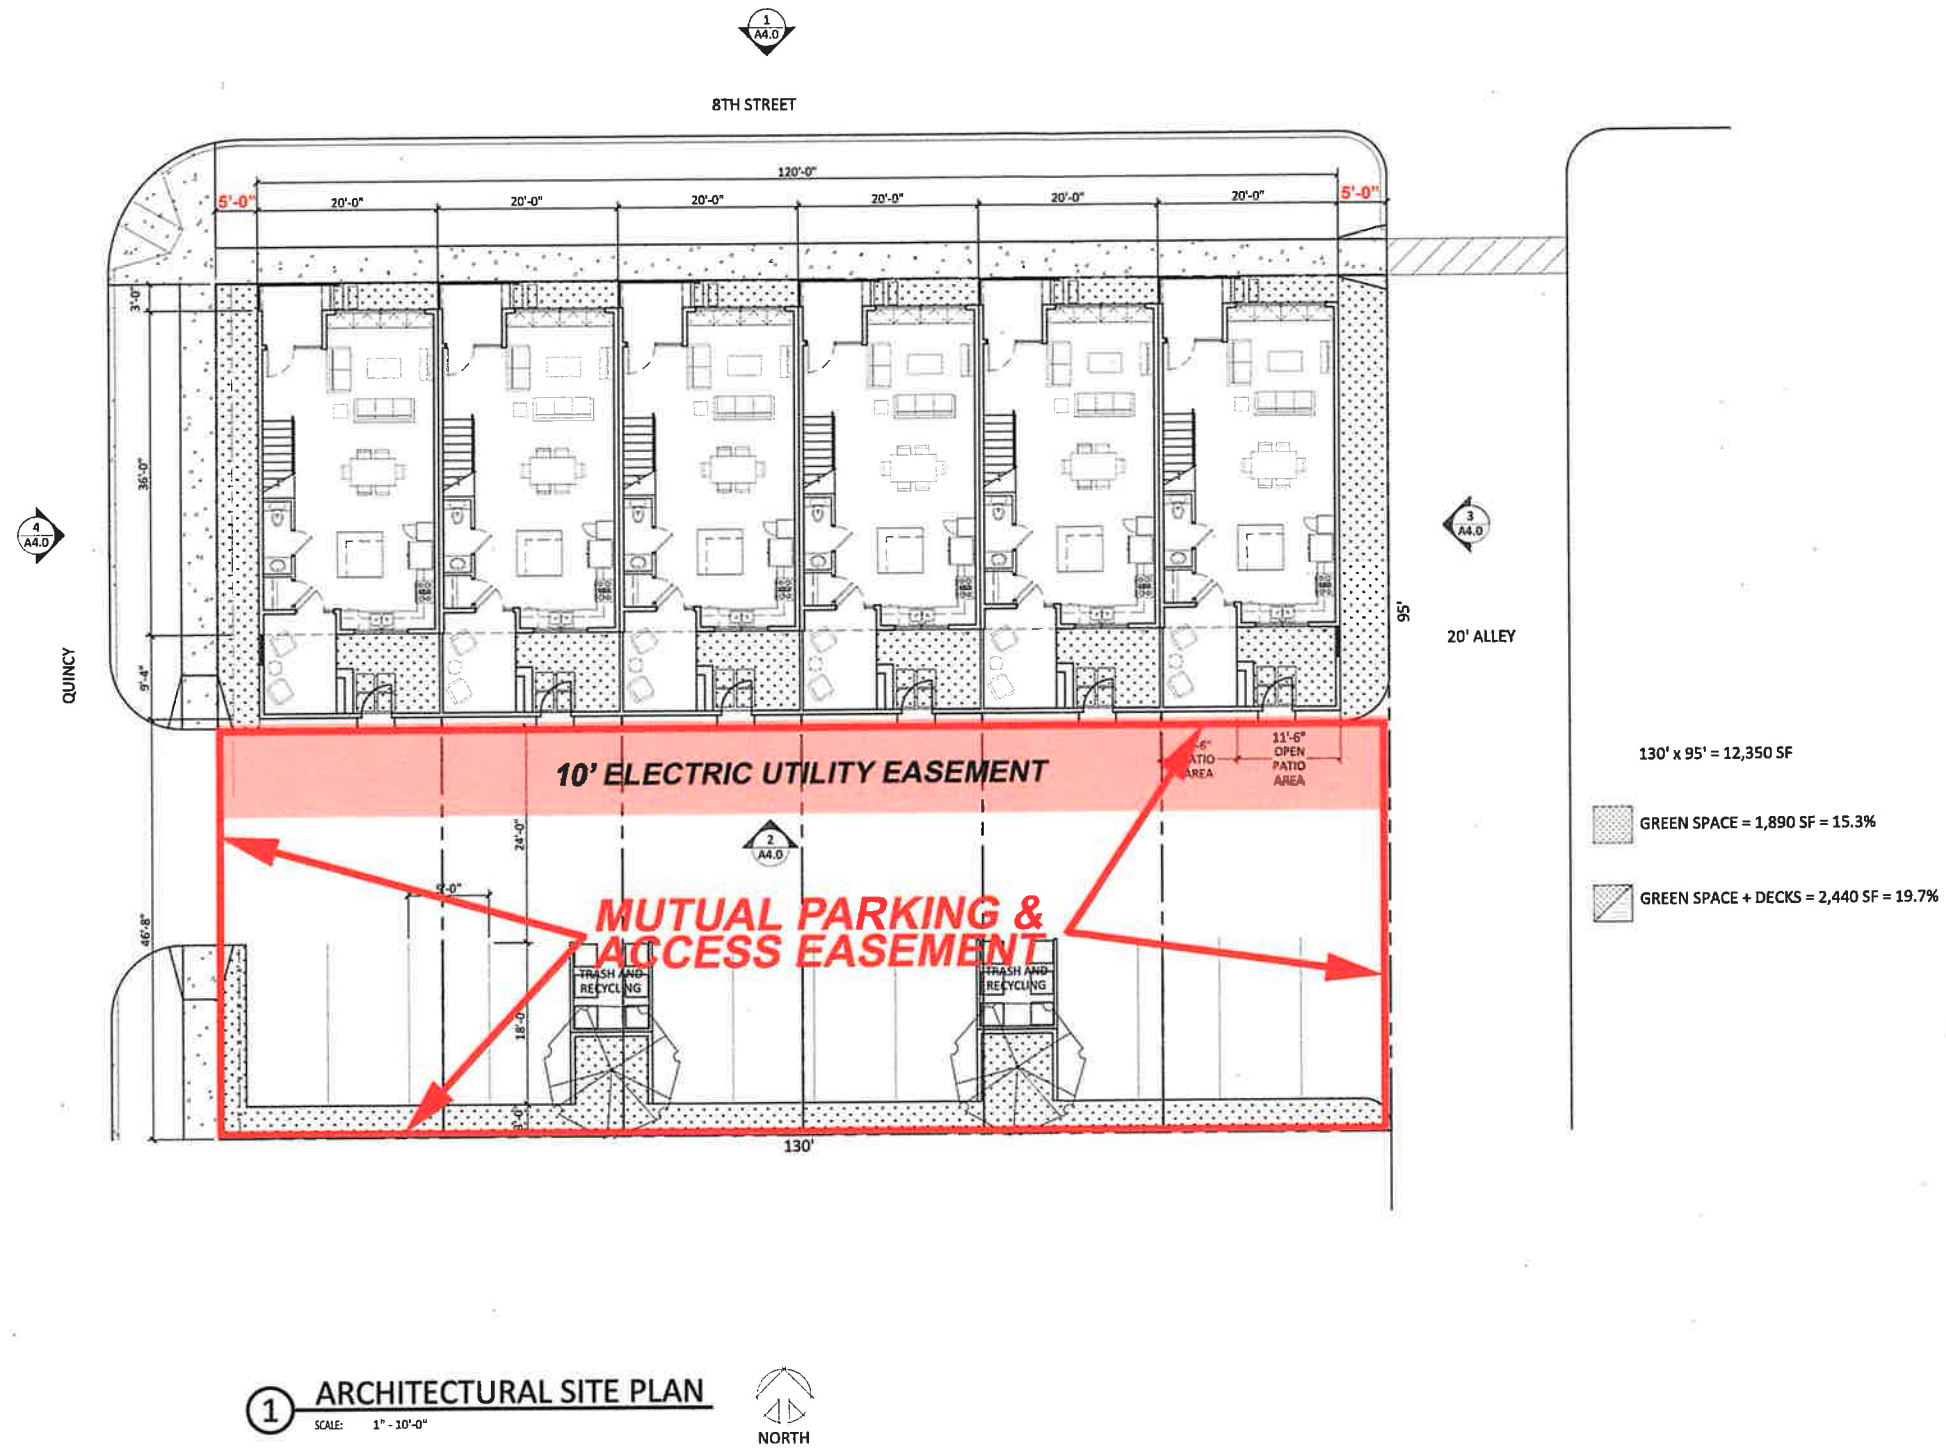 1
A4.0
8TH STREET
120'-0"
5'-0"
20'-0"
20'-0"
20'-0"
20'-0"
20'-0"
20'-0"
5'-0"
3'-0"
36'-0"
4
A4.0
3
A4.0
95'
20' ALLEY
QUINCY
9'-4"
11'-6"
OPEN
PATIO
AREA
-6"
ATIO
AREA
10' ELECTRIC UTILITY EASEMENT
130' x 95' = 12,350 SF
GREEN SPACE = 1,890 SF = 15.3%
GREEN SPACE + DECKS = 2,440 SF = 19.7%
24'-0"
2
A4.0
46'-8"
MUTUAL PARKING &
ACCESS EASEMENT
TRASH AND
RECYCLING
TRASH AND
RECYCLING
18'-0
3'-0"
130'
1 ARCHITECTURAL SITE PLAN
SCALE: 1" - 10'-0"
NORTH